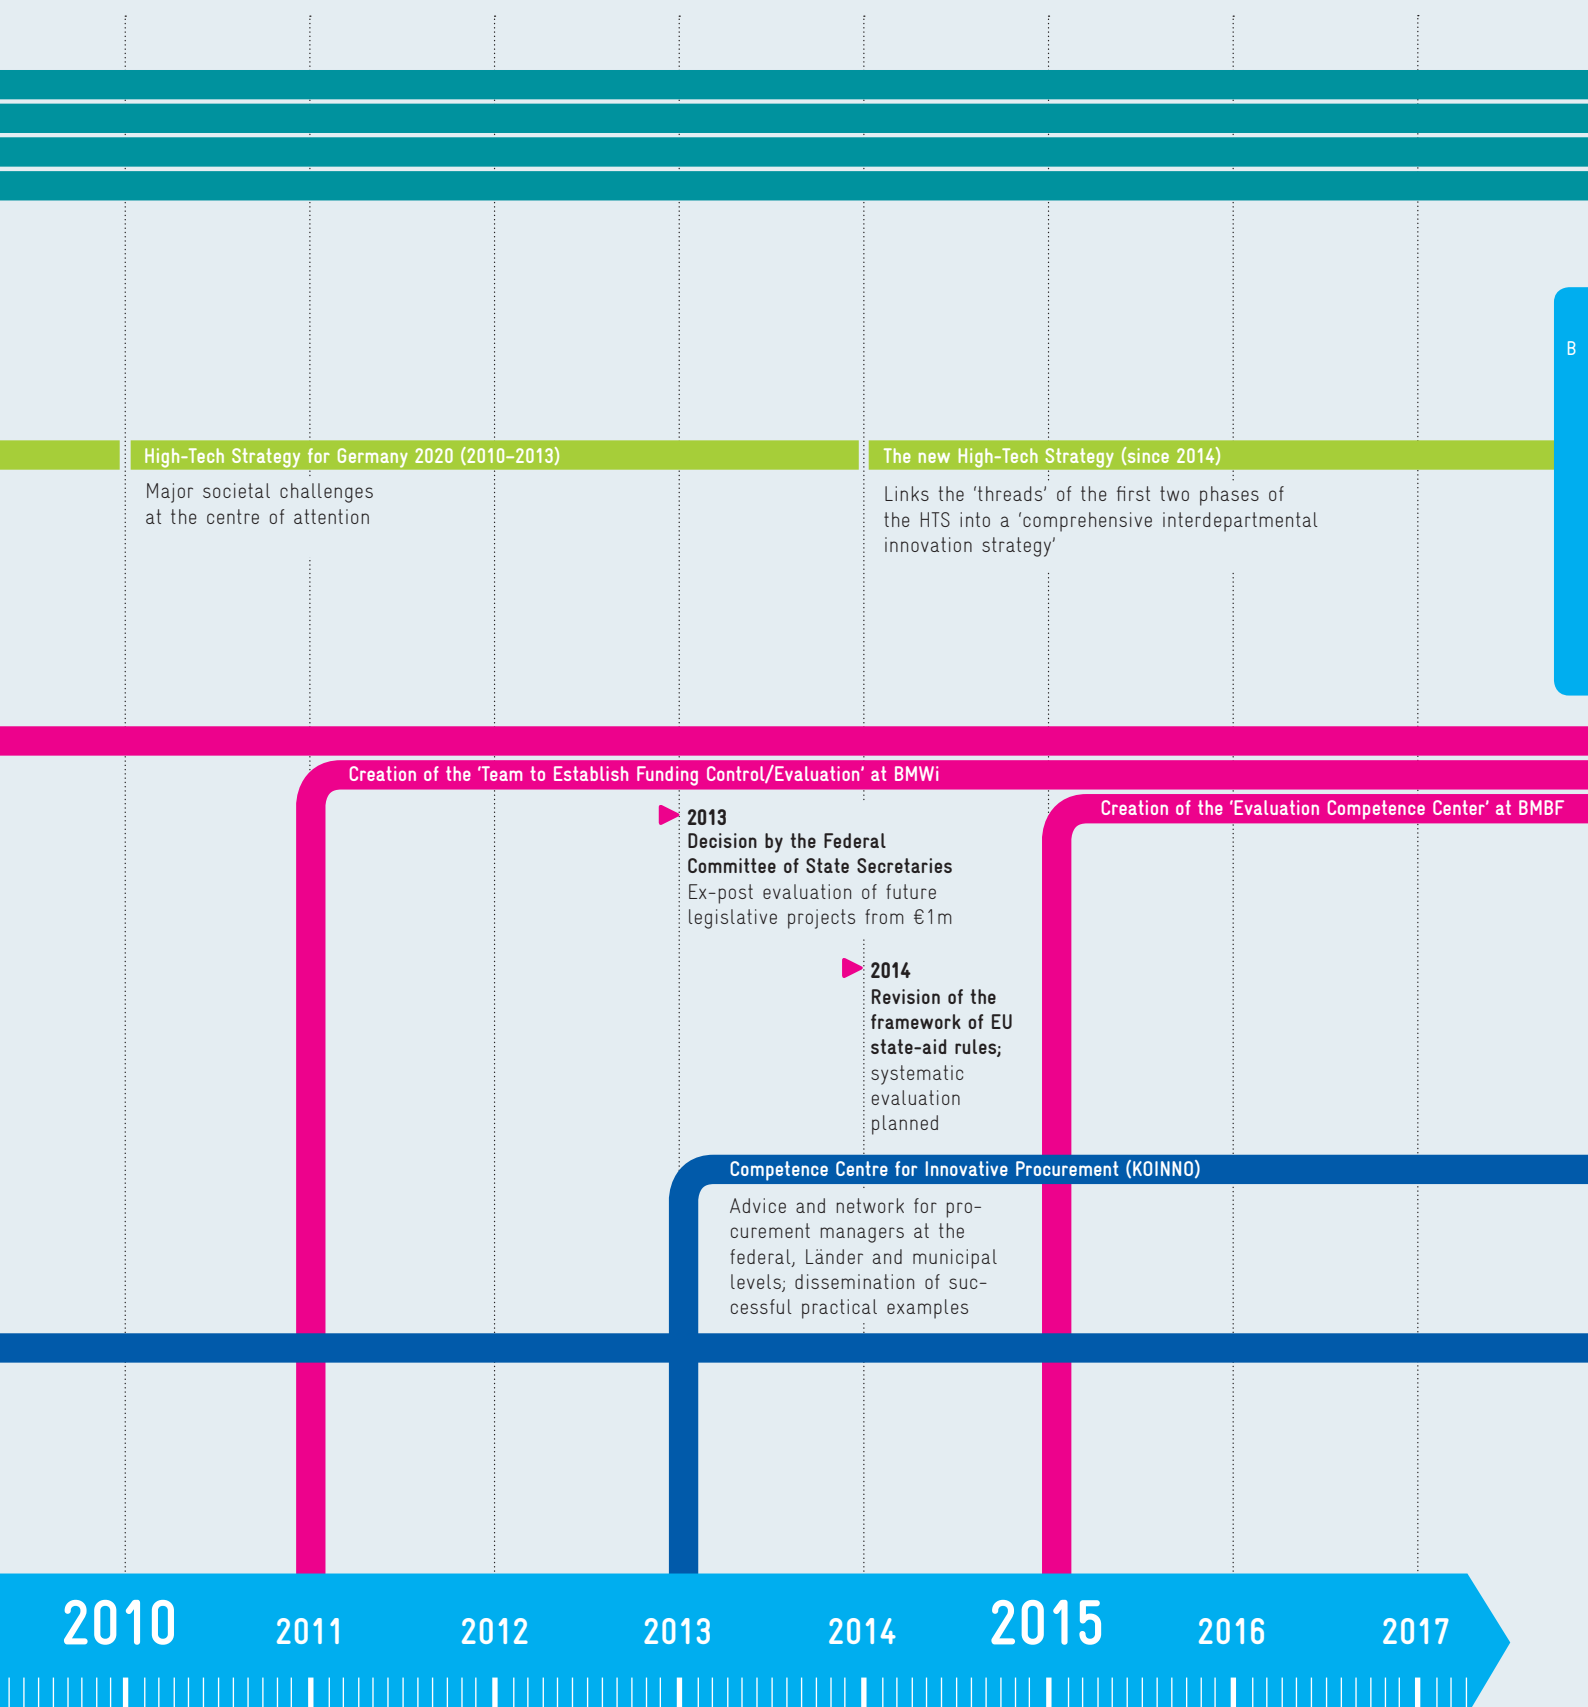 B
High-Tech Strategy for Germany 2020 (2010–2013)
Major societal challenges
at the centre of attention
The new High-Tech Strategy (since 2014)
Links the ‘threads’ of the first two phases of
the HTS into a ‘comprehensive interdepartmental
innovation strategy’
Creation of the ‘Team to Establish Funding Control/Evaluation’ at BMWi
Creation of the ‘Evaluation Competence Center’ at BMBF
2013
Decision by the Federal
Committee of State Secretaries
Ex-post evaluation of future
legislative projects from €1m
2014
Revision of the
framework of EU
state-aid rules;
systematic
evaluation
planned
Competence Centre for Innovative Procurement (KOINNO)
Advice and network for pro-
curement managers at the
federal, Länder and municipal
levels; dissemination of suc-
cessful practical examples
2010 2011 2012 2013 2014 2015 2016 2017